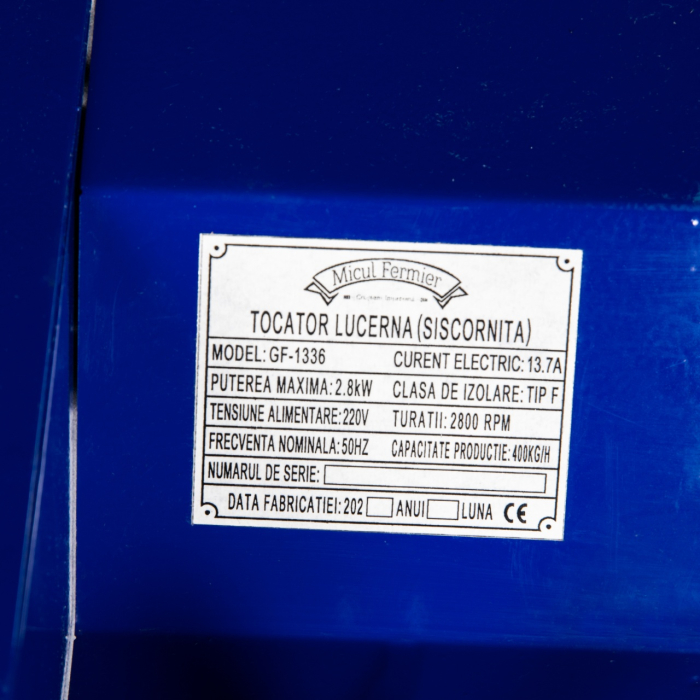 Micul Fermier
TOCATOR LUCERNA (SISCORNITA)
MODEL: GF-1336 CURENT ELECTRIC: 13.7A
PUTEREA MAXIMA: 2.8kW CLASA DE IZOLARE: TIP F
TENSIUNE ALIMENTARE: 220V TURATII: 2800 RPM
FRECVENTA NOMINALA: 50HZ CAPACITATE PRODUCTIE: 400KG/H
NUMARUL DE SERIE:
DATA FABRICATIEI: 202 ANUI LUNA CE